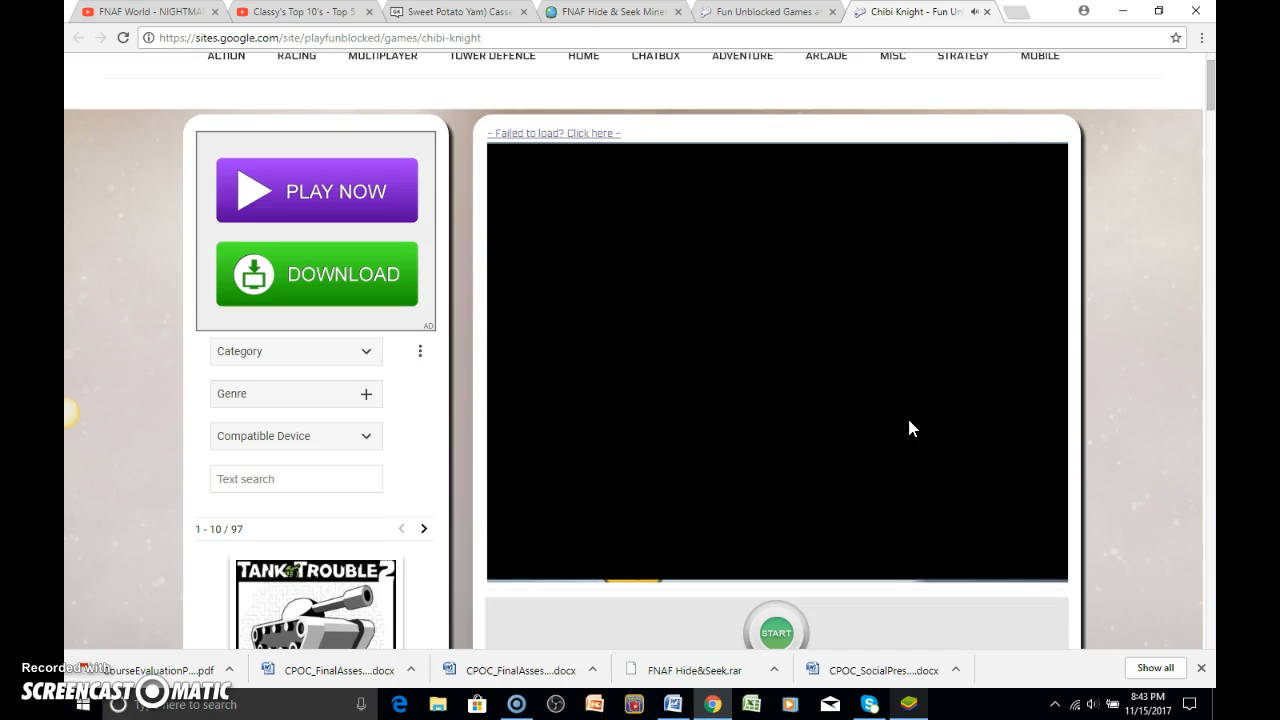 FNAF World - NIGHTMA
Classy's Top 10's - Top 5
Sweet Potato Yam) Casse
FNAF Hide & Seek Mine
Fun Unblocked Games at
Chibi Knight - Fun Un
https://sites.google.com/site/playfununblocked/games/chibi-knight
ACTION RACING MULTIPLAYER TOWER DEFENCE HOME CHATBOX ADVENTURE ARCADE MISC STRATEGY MOBILE
~ Failed to load? Click here ~
PLAY NOW
DOWNLOAD
AD
Category
Genre
Compatible Device
Text search
1 - 10 / 97
TANK TROUBLE 2
START
CourseEvaluationP....pdf
CPOC_FinalAsses....docx
CPOC_FinalAsses....docx
FNAF Hide&Seek.rar
CPOC_SocialPres....docx
Show all
Recorded with
SCREENCAST-O-MATIC
Type here to search
8:43 PM
11/15/2017